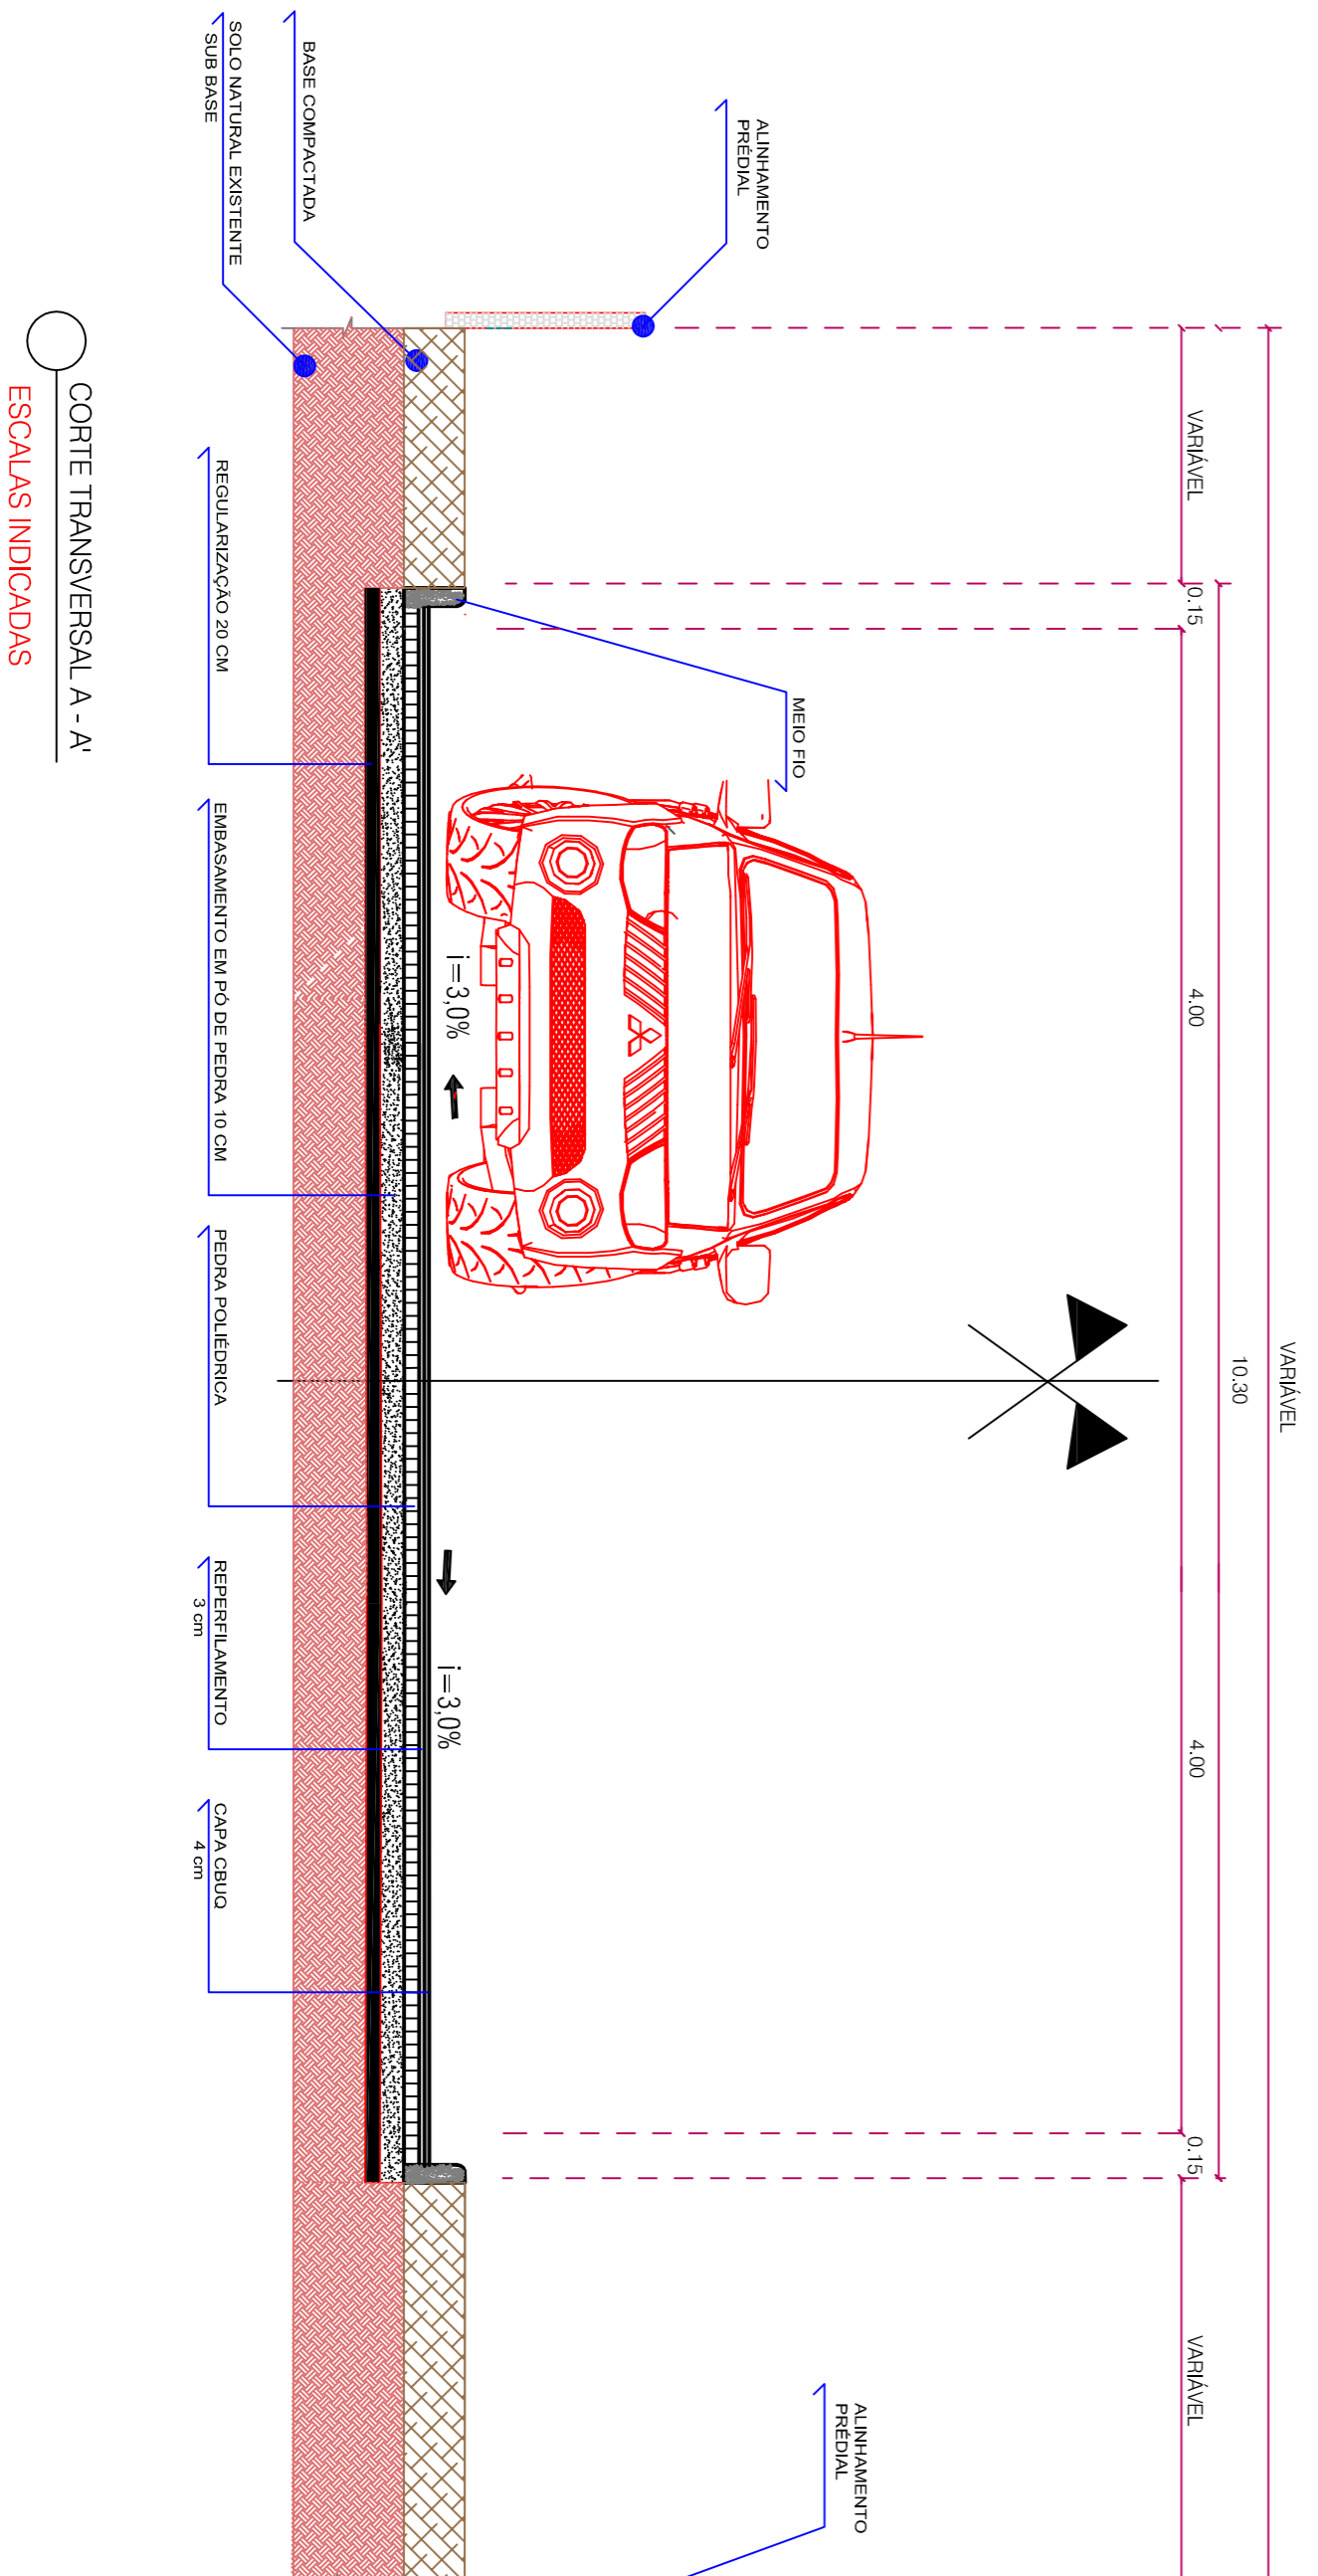 VARIÁVEL
10.30
VARIÁVEL
0.15
4.00
4.00
0.15
VARIÁVEL
ALINHAMENTO
PRÉDIAL
ALINHAMENTO
PRÉDIAL
MEIO FIO
i=3,0%
i=3,0%
BASE COMPACTADA
SOLO NATURAL EXISTENTE
SUB BASE
REGULARIZAÇÃO 20 CM
EMBASAMENTO EM PÓ DE PEDRA 10 CM
PEDRA POLIÉDRICA
REPERFILAMENTO
3 cm
CAPA CBUQ
4 cm
CORTE TRANSVERSAL A - A'
ESCALAS INDICADAS